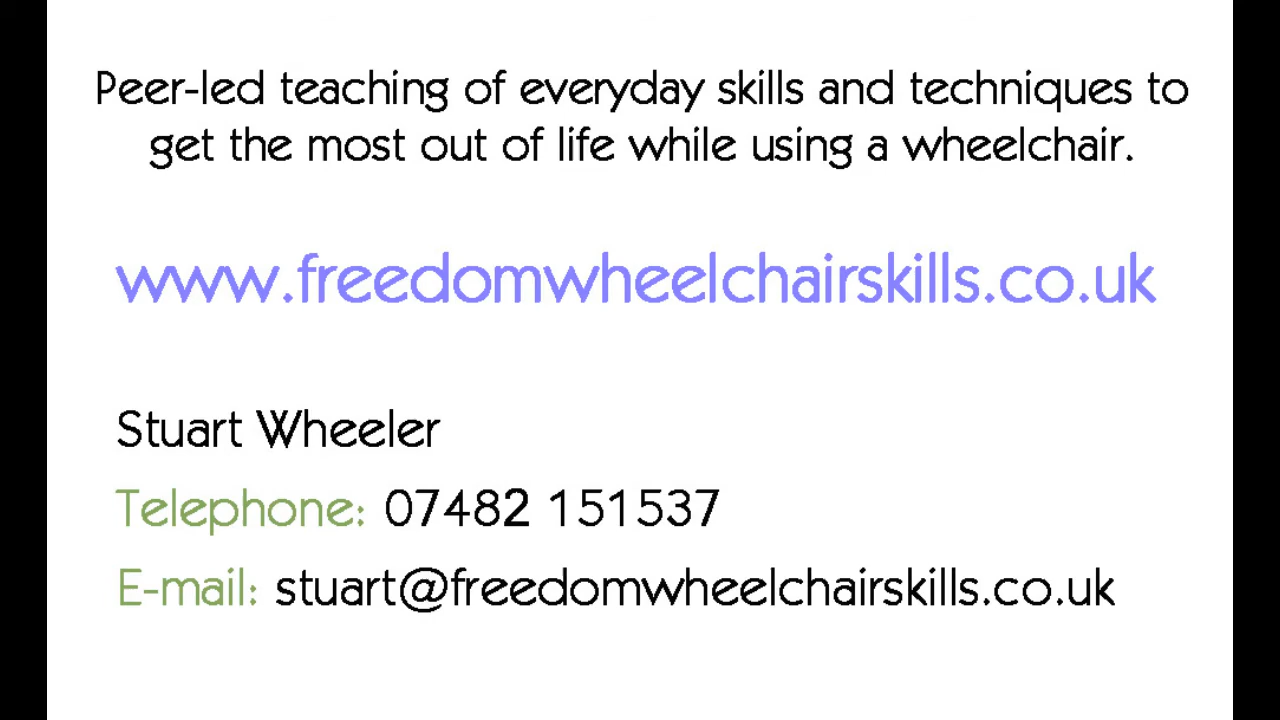 Peer-led teaching of everyday skills and techniques to
get the most out of life while using a wheelchair.
www.freedomwheelchairskills.co.uk
Stuart Wheeler
Telephone: 07482 151537
E-mail: stuart@freedomwheelchairskills.co.uk